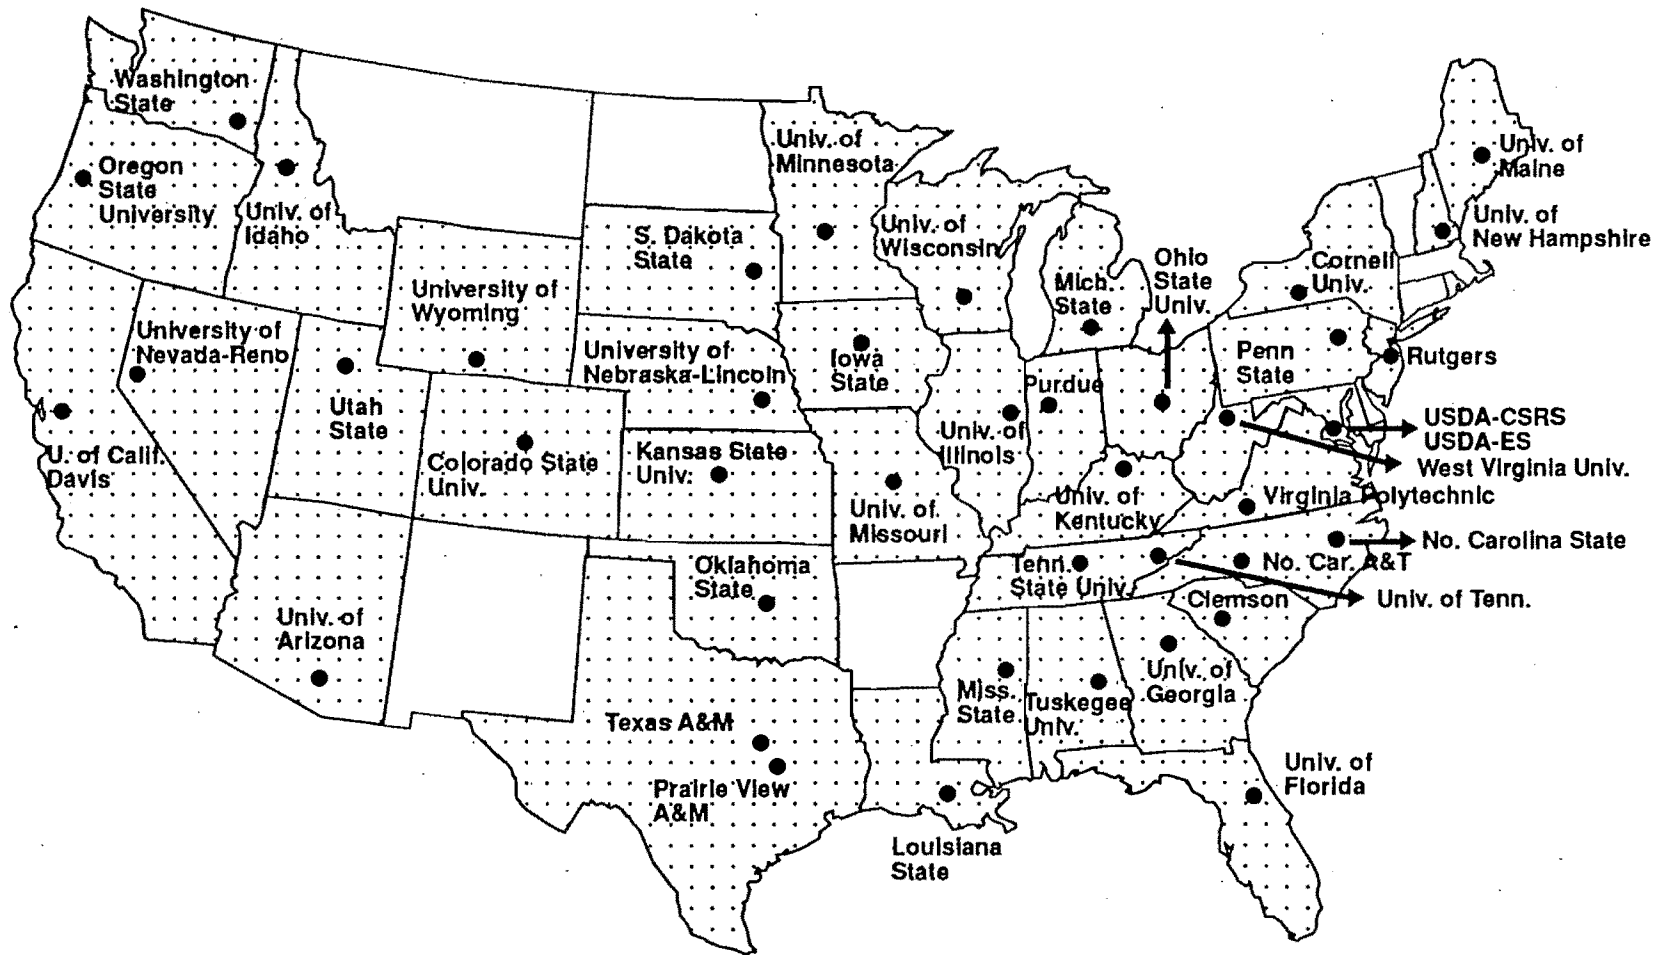 Washington
State
Oregon
State
University
Univ. of
Idaho
Univ. of
Minnesota
Univ. of
Maine
Univ. of
New Hampshire
S. Dakota
State
Univ. of
Wisconsin
Mich.
State
Ohio
State
Univ.
Cornell
Univ.
University of
Wyoming
University of
Nevada-Reno
University of
Nebraska-Lincoln
Iowa
State
Purdue
Penn
State
Rutgers
Utah
State
USDA-CSRS
USDA-ES
West Virginia Univ.
U. of Calif.
Davis
Colorado State
Univ.
Kansas State
Univ.
Univ. of
Illinois
Univ. of
Missouri
Univ. of
Kentucky
Virginia Polytechnic
No. Carolina State
Oklahoma
State
Tenn.
State Univ.
No. Car. A&T
Clemson
Univ. of Tenn.
Univ. of
Arizona
Univ. of
Georgia
Miss.
State
Tuskegee
Univ.
Texas A&M
Prairie View
A&M
Univ. of
Florida
Louisiana
State